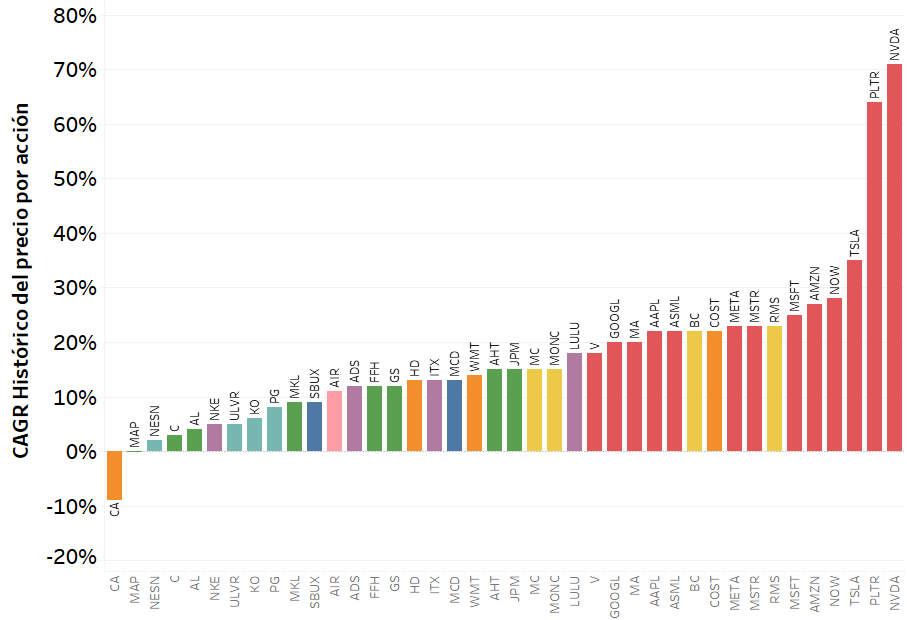 80%
70%
60%
50%
40%
30%
20%
10%
0%
-10%
-20%
CAGR Histórico del precio por acción
CA
MAP
NESN
C
AL
NKE
ULVR
KO
PG
MKL
SBUX
AIR
ADS
FFH
GS
HD
ITX
MCD
WMT
AHT
JPM
MC
MONC
LULU
V
GOOGL
MA
AAPL
ASML
BC
COST
META
MSTR
RMS
MSFT
AMZN
NOW
TSLA
PLTR
NVDA
CA
MAP
NESN
C
AL
NKE
ULVR
KO
PG
MKL
SBUX
AIR
ADS
FFH
GS
HD
ITX
MCD
WMT
AHT
JPM
MC
MONC
LULU
V
GOOGL
MA
AAPL
ASML
BC
COST
META
MSTR
RMS
MSFT
AMZN
NOW
TSLA
PLTR
NVDA